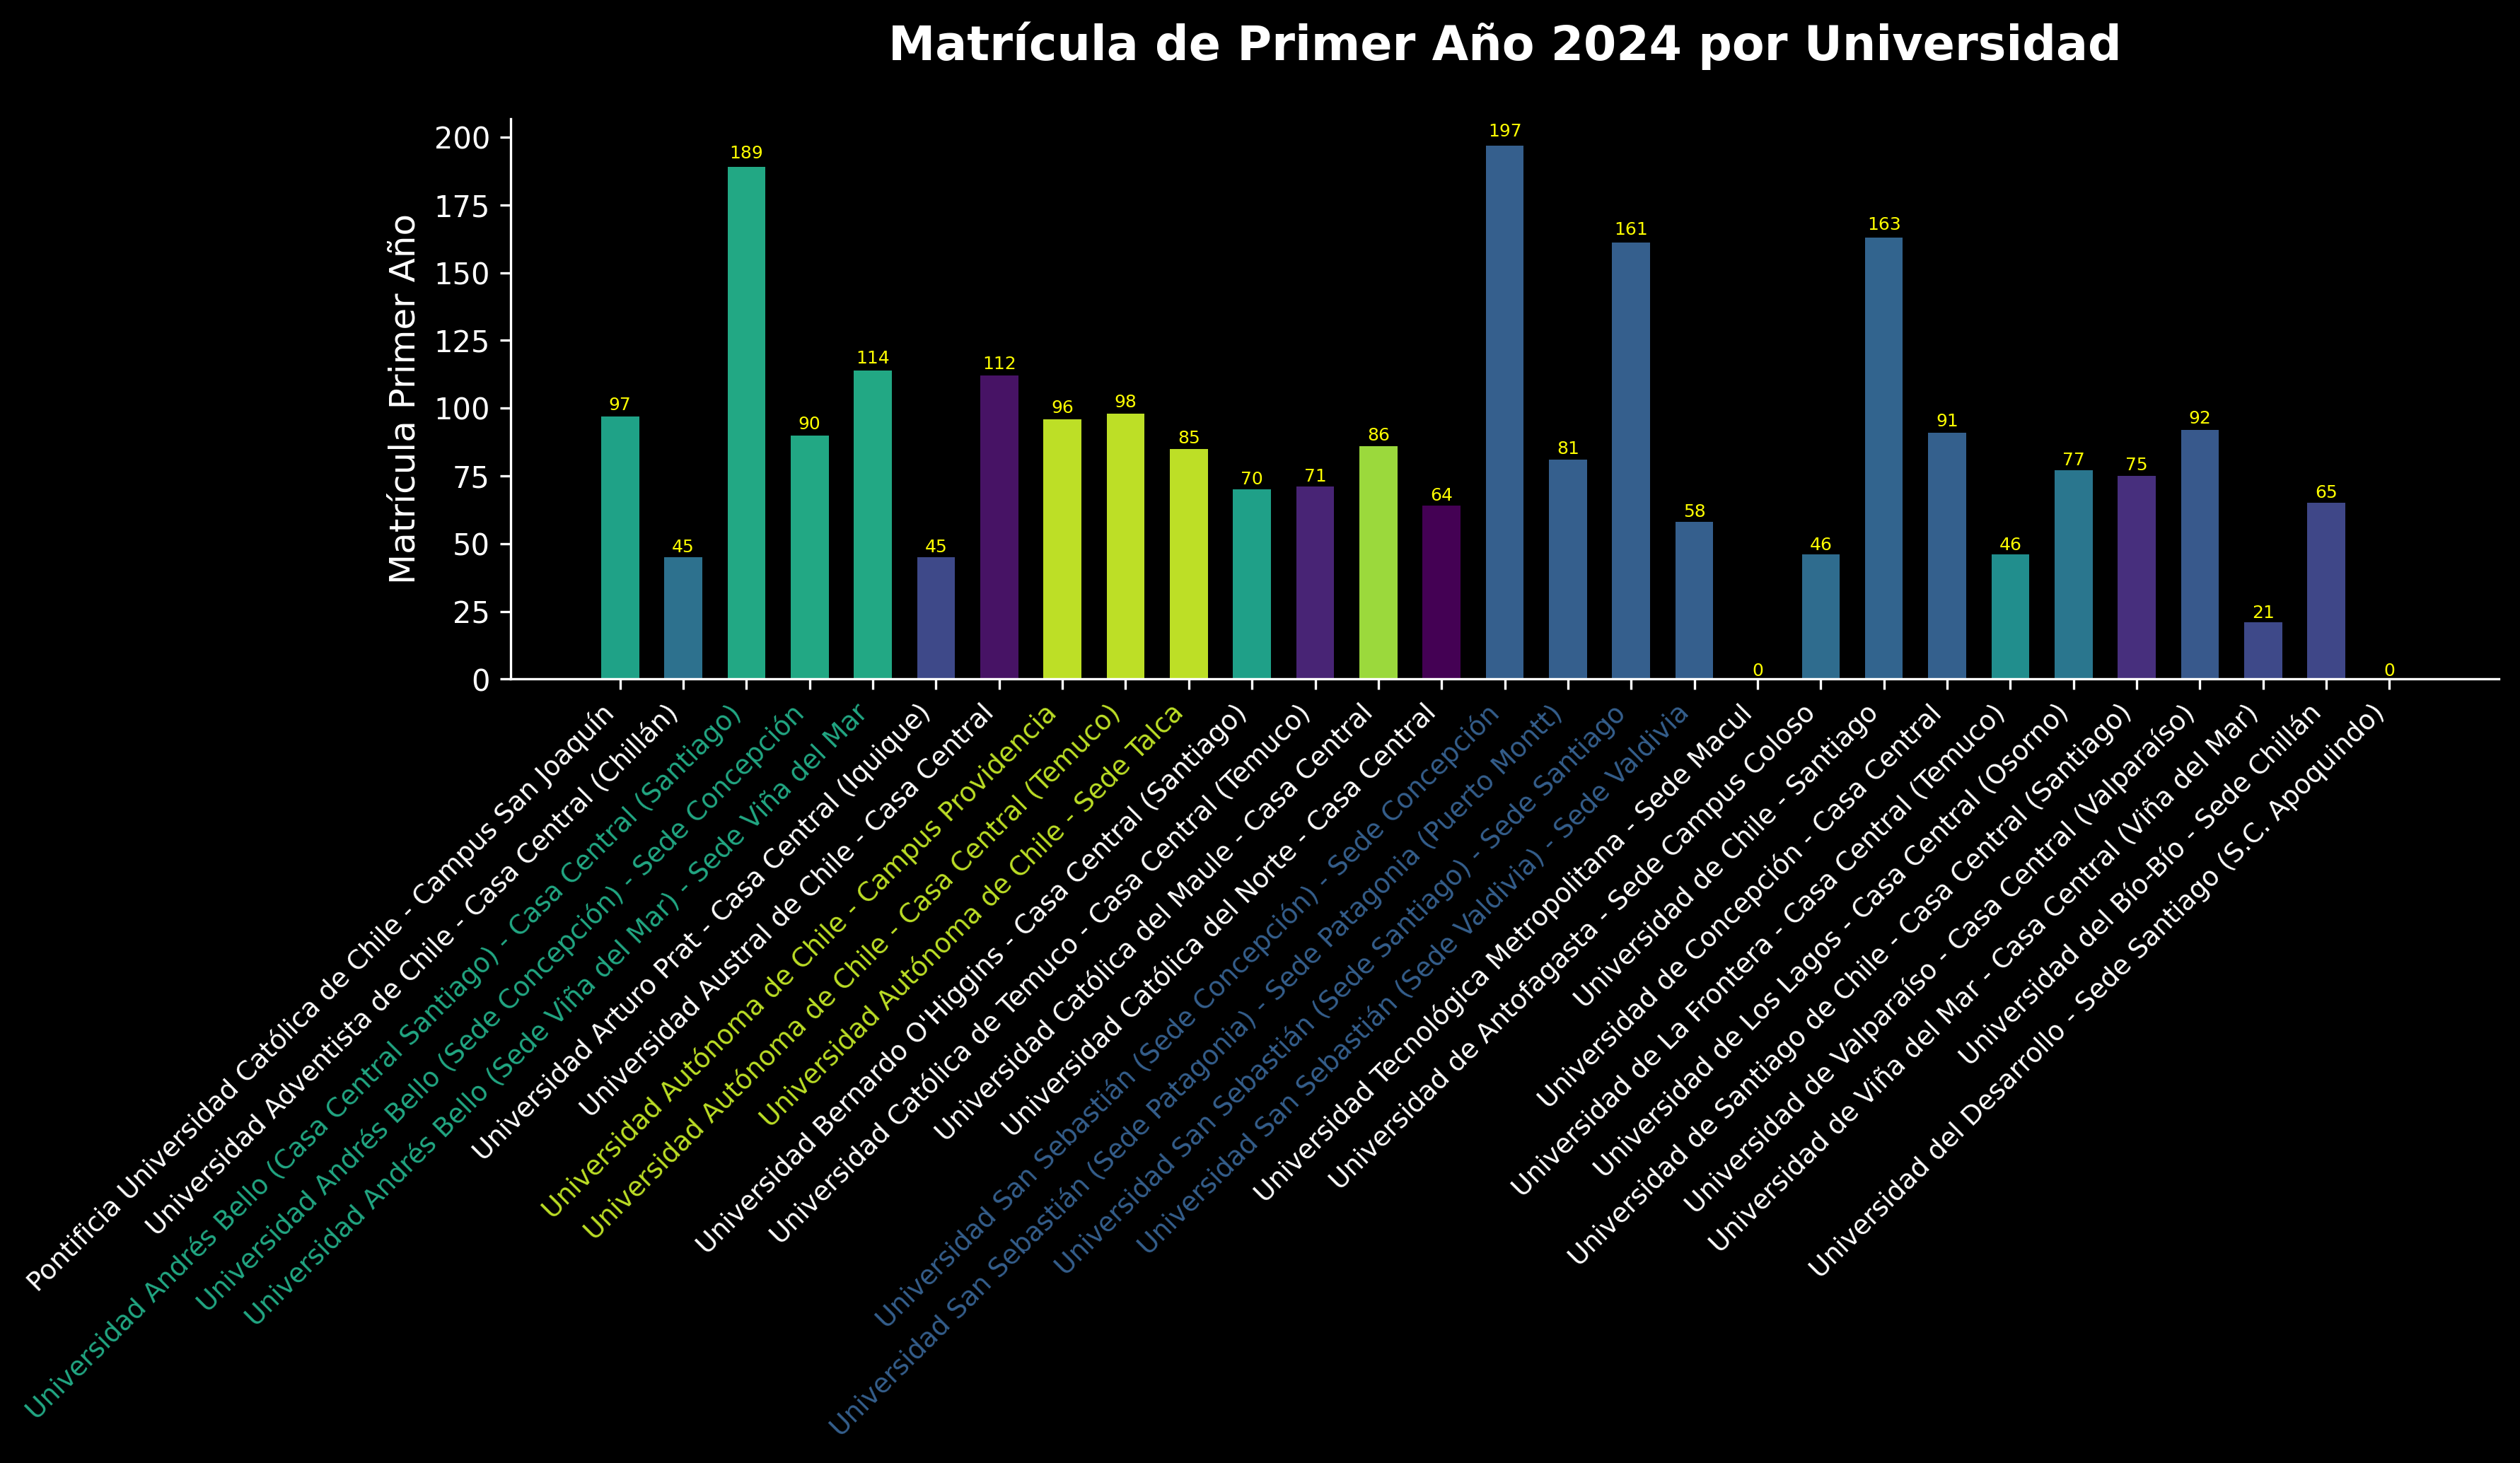 Matrícula de Primer Año 2024 por Universidad
Matrícula Primer Año
200
175
150
125
100
75
50
25
0
97
45
189
90
114
45
112
96
98
85
70
71
86
64
197
81
161
58
0
46
163
91
46
77
75
92
21
65
0
Pontificia Universidad Católica de Chile - Campus San Joaquín
Universidad Adventista de Chile - Casa Central (Chillán)
Universidad Andrés Bello (Casa Central Santiago) - Casa Central (Santiago)
Universidad Andrés Bello (Sede Concepción) - Sede Concepción
Universidad Andrés Bello (Sede Viña del Mar) - Sede Viña del Mar
Universidad Arturo Prat - Casa Central (Iquique)
Universidad Austral de Chile - Casa Central
Universidad Autónoma de Chile - Campus Providencia
Universidad Autónoma de Chile - Casa Central (Temuco)
Universidad Autónoma de Chile - Sede Talca
Universidad Bernardo O'Higgins - Casa Central (Santiago)
Universidad Católica de Temuco - Casa Central (Temuco)
Universidad Católica del Maule - Casa Central
Universidad Católica del Norte - Casa Central
Universidad San Sebastián (Sede Concepción) - Sede Concepción
Universidad San Sebastián (Sede Patagonia) - Sede Patagonia (Puerto Montt)
Universidad San Sebastián (Sede Santiago) - Sede Santiago
Universidad San Sebastián (Sede Valdivia) - Sede Valdivia
Universidad Tecnológica Metropolitana - Sede Macul
Universidad de Antofagasta - Sede Campus Coloso
Universidad de Chile - Santiago
Universidad de Concepción - Casa Central
Universidad de La Frontera - Casa Central (Temuco)
Universidad de Los Lagos - Casa Central (Osorno)
Universidad de Santiago de Chile - Casa Central (Santiago)
Universidad de Valparaíso - Casa Central (Valparaíso)
Universidad de Viña del Mar - Casa Central (Viña del Mar)
Universidad del Bío-Bío - Sede Chillán
Universidad del Desarrollo - Sede Santiago (S.C. Apoquindo)